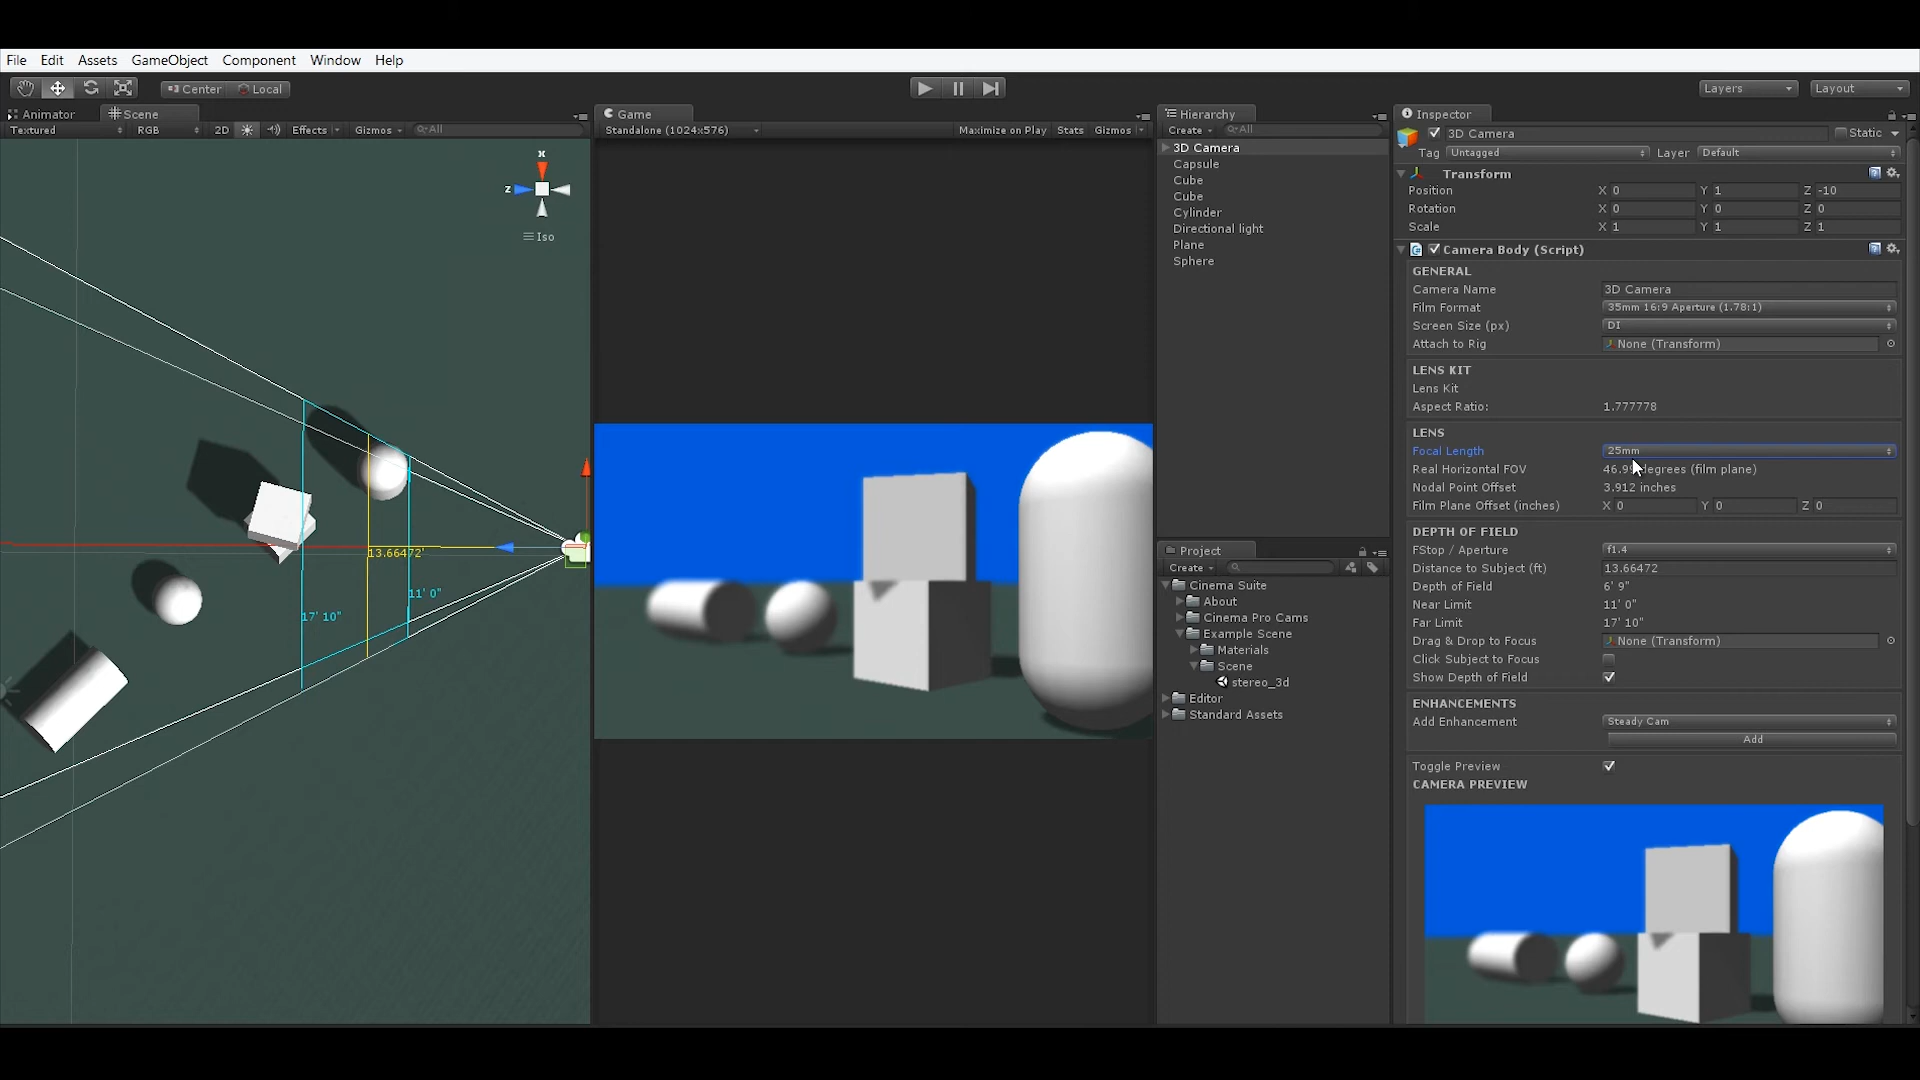 File Edit Assets GameObject Component Window Help
Center Local
Layers Layout
Animator Scene
Textured RGB 2D Effects Gizmos All
x
z
Iso
13.66472'
11' 0"
17' 10"
Game
Standalone (1024x576) Maximize on Play Stats Gizmos
Hierarchy
Create All
3D Camera
Capsule
Cube
Cube
Cylinder
Directional light
Plane
Sphere
Project
Create
Cinema Suite
About
Cinema Pro Cams
Example Scene
Materials
Scene
stereo_3d
Editor
Standard Assets
Inspector
3D Camera Static
Tag Untagged Layer Default
Transform
Position X 0 Y 1 Z -10
Rotation X 0 Y 0 Z 0
Scale X 1 Y 1 Z 1
Camera Body (Script)
GENERAL
Camera Name 3D Camera
Film Format 35mm 16:9 Aperture (1.78:1)
Screen Size (px) DI
Attach to Rig None (Transform)
LENS KIT
Lens Kit
Aspect Ratio: 1.777778
LENS
Focal Length 25mm
Real Horizontal FOV degrees (film plane)
Nodal Point Offset 3.912 inches
Film Plane Offset (inches) X 0 Y 0 Z 0
DEPTH OF FIELD
FStop / Aperture f1.4
Distance to Subject (ft) 13.66472
Depth of Field 6' 9"
Near Limit 11' 0"
Far Limit 17' 10"
Drag & Drop to Focus None (Transform)
Click Subject to Focus
Show Depth of Field
ENHANCEMENTS
Add Enhancement Steady Cam
Add
Toggle Preview
CAMERA PREVIEW